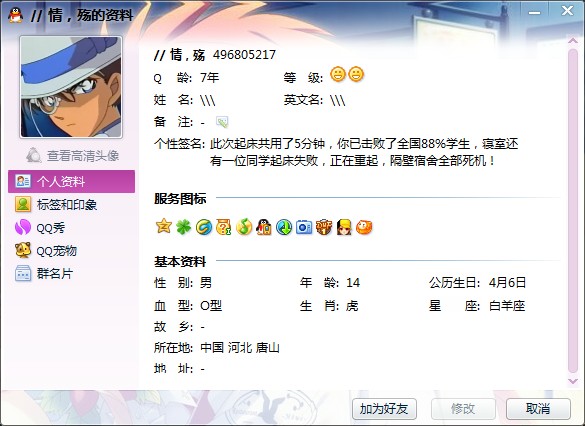 // 情，殇的资料
// 情，殇 496805217
Q 龄: 7年 等 级:
姓 名: \\\ 英文名: \\\
备 注: -
个性签名: 此次起床共用了5分钟，你已击败了全国88%学生，寝室还
有一位同学起床失败，正在重起，隔壁宿舍全部死机！
查看高清头像
个人资料
标签和印象
QQ秀
QQ宠物
群名片
服务图标
基本资料
性 别: 男 年 龄: 14 公历生日: 4月6日
血 型: O型 生 肖: 虎 星 座: 白羊座
故 乡: -
所在地: 中国 河北 唐山
地 址: -
加为好友 修改 取消